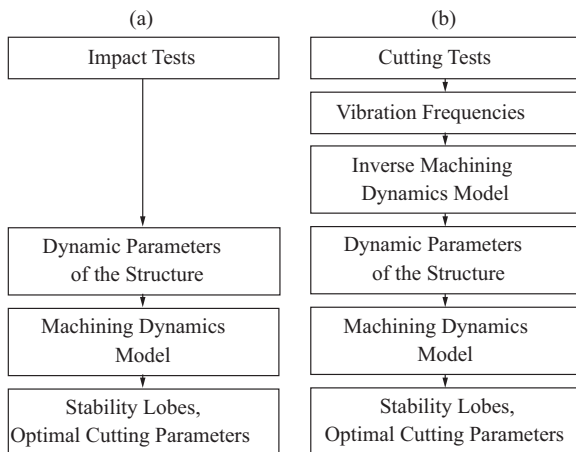 (a)
Impact Tests
Dynamic Parameters
of the Structure
Machining Dynamics
Model
Stability Lobes,
Optimal Cutting Parameters
(b)
Cutting Tests
Vibration Frequencies
Inverse Machining
Dynamics Model
Dynamic Parameters
of the Structure
Machining Dynamics
Model
Stability Lobes,
Optimal Cutting Parameters